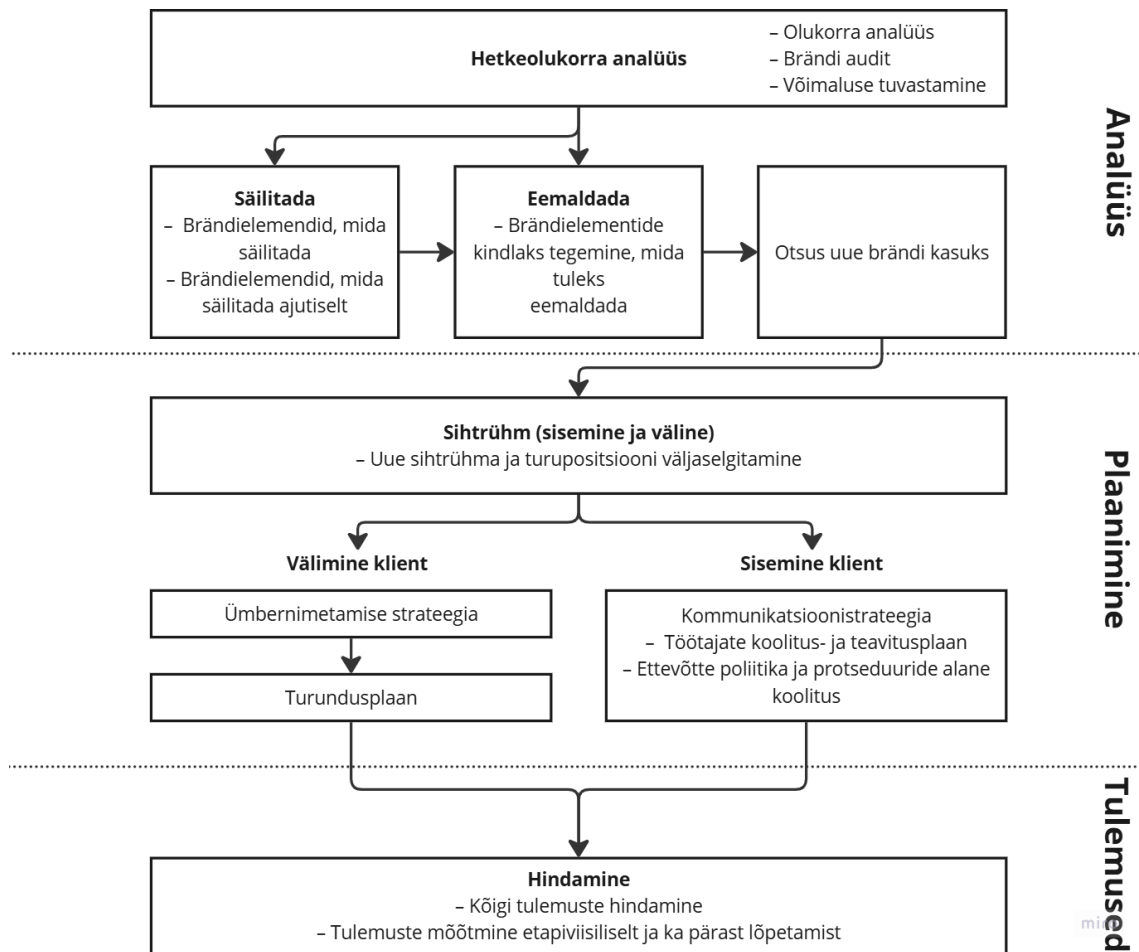 Hetkeolukorra analüüs
– Olukorra analüüs
– Brändi audit
– Võimaluse tuvastamine
Analüüs
Säilitada
– Brändielemendid, mida
säilitada
– Brändielemendid, mida
säilitada ajutiselt
Eemaldada
– Brändielementide
kindlaks tegemine, mida
tuleks
eemaldada
Otsus uue brändi kasuks
Sihtrühm (sisemine ja väline)
– Uue sihtrühma ja turupositsiooni väljaselgitamine
Plaanimine
Välimine klient
Ümbernimetamise strateegia
Turundusplaan
Sisemine klient
Kommunikatsioonistrateegia
– Töötajate koolitus- ja teavitusplaan
– Ettevõtte poliitika ja protseduuride alane
koolitus
Tulemused
Hindamine
– Kõigi tulemuste hindamine
– Tulemuste mõõtmine etapiviisiliselt ja ka pärast lõpetamist
miro